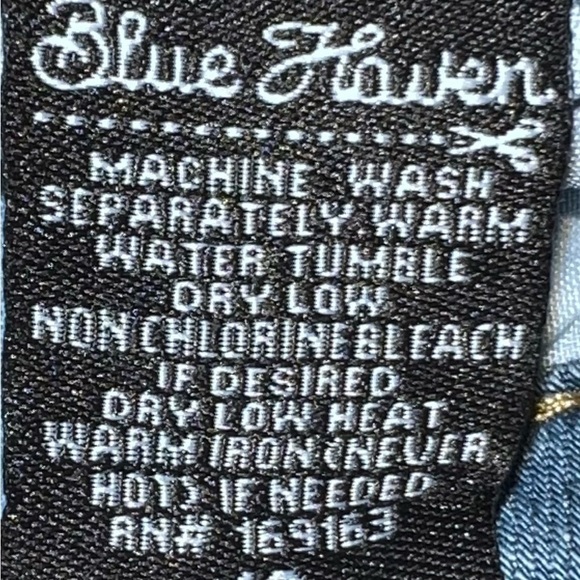 Blue Haven
MACHINE WASH
SEPARATELY.WARM
WATER TUMBLE
DRY LOW
NON CHLORINE BLEACH
IF DESIRED
DRY LOW HEAT
WARM IRON (NEVER
HOT) IF NEEDED
RN# 169163